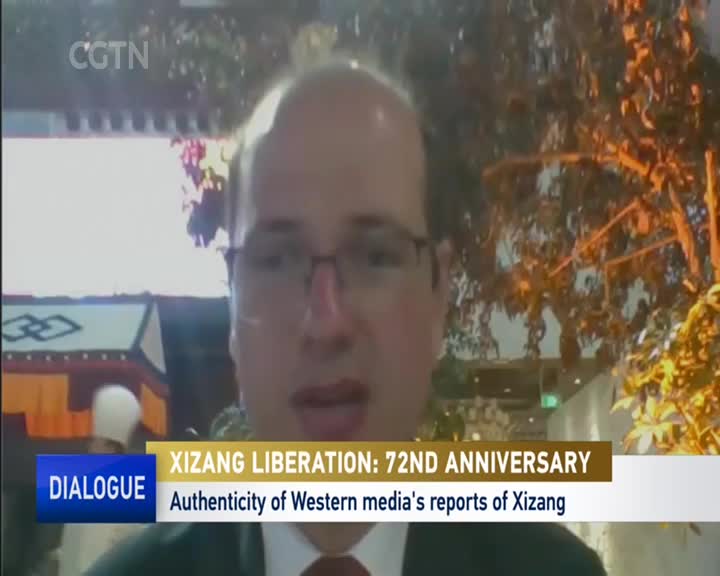 CGTN
XIZANG LIBERATION: 72ND ANNIVERSARY
DIALOGUE
Authenticity of Western media's reports of Xizang